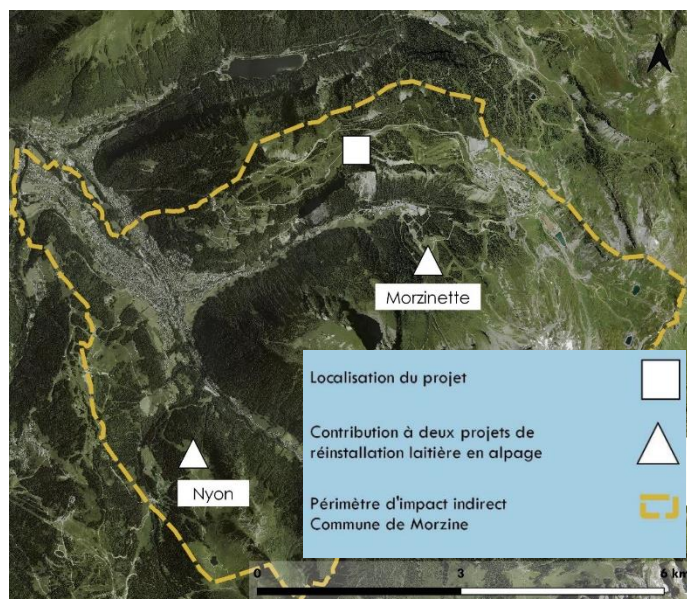 Morzinette
Nyon
Localisation du projet
Contribution à deux projets de
réinstallation laitière en alpage
Périmètre d'impact indirect
Commune de Morzine
0 3 6 km